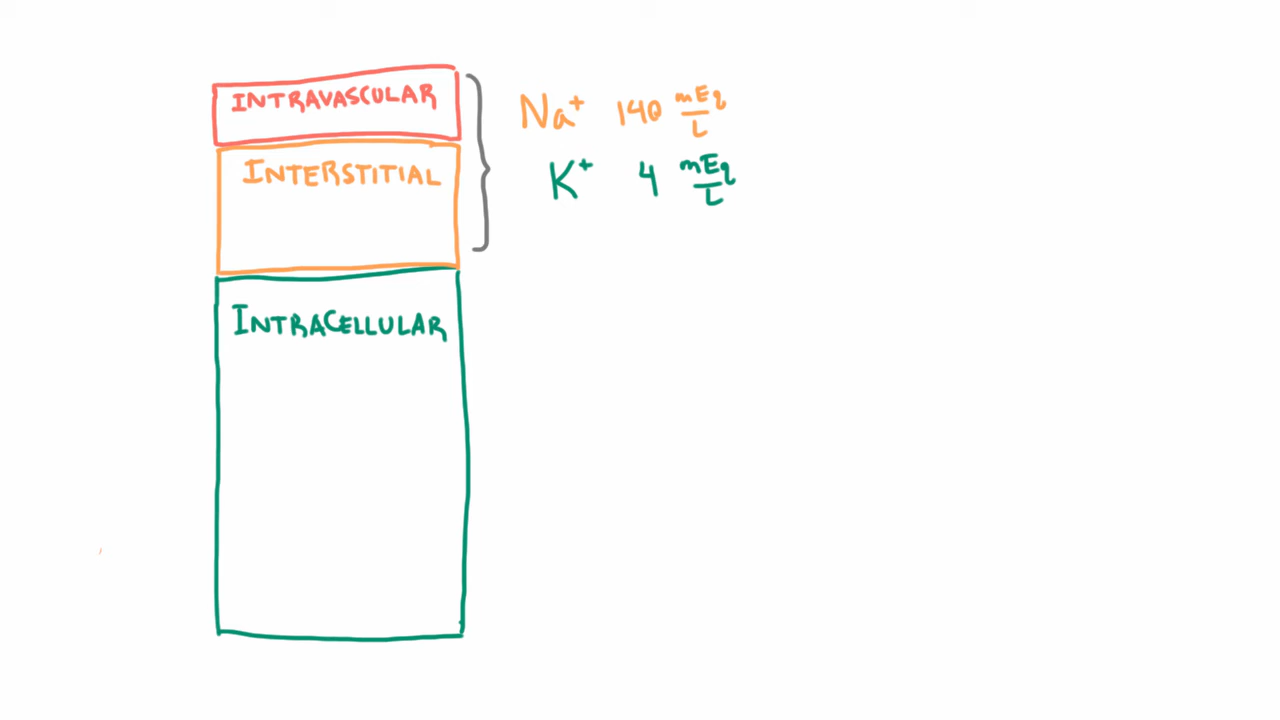 INTRAVASCULAR
Na⁺ 140 mEq/L
INTERSTITIAL
K⁺ 4 mEq/L
INTRACELLULAR